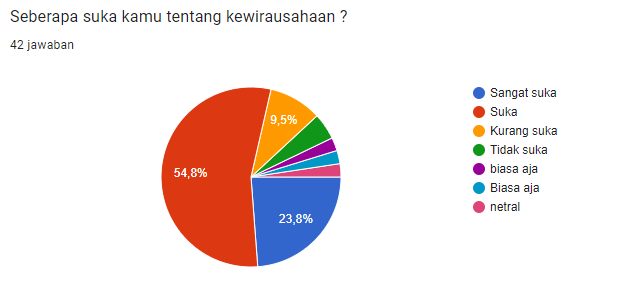 Seberapa suka kamu tentang kewirausahaan ?
42 jawaban
Sangat suka
Suka
Kurang suka
Tidak suka
biasa aja
Biasa aja
netral
9,5%
54,8%
23,8%